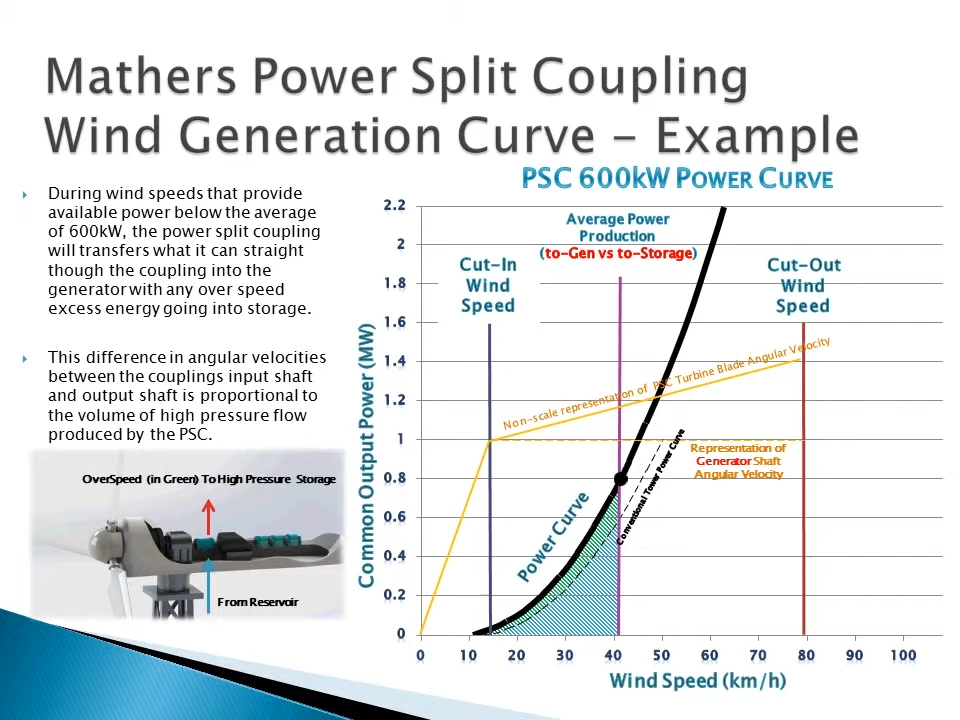 Mathers Power Split Coupling
Wind Generation Curve - Example
During wind speeds that provide
available power below the average
of 600kW, the power split coupling
will transfers what it can straight
though the coupling into the
generator with any over speed
excess energy going into storage.
This difference in angular velocities
between the couplings input shaft
and output shaft is proportional to
the volume of high pressure flow
produced by the PSC.
OverSpeed (in Green) To High Pressure Storage
From Reservoir
PSC 600kW Power Curve
Common Output Power (MW)
2.2
2
1.8
1.6
1.4
1.2
1
0.8
0.6
0.4
0.2
0
Cut-In
Wind
Speed
Average Power
Production
(to-Gen vs to-Storage)
Cut-Out
Wind
Speed
Non-scale representation of PSC Turbine Blade Angular Velocity
Representation of
Generator Shaft
Angular Velocity
Power Curve
Conventional Tower Power Curve
0 10 20 30 40 50 60 70 80 90 100
Wind Speed (km/h)